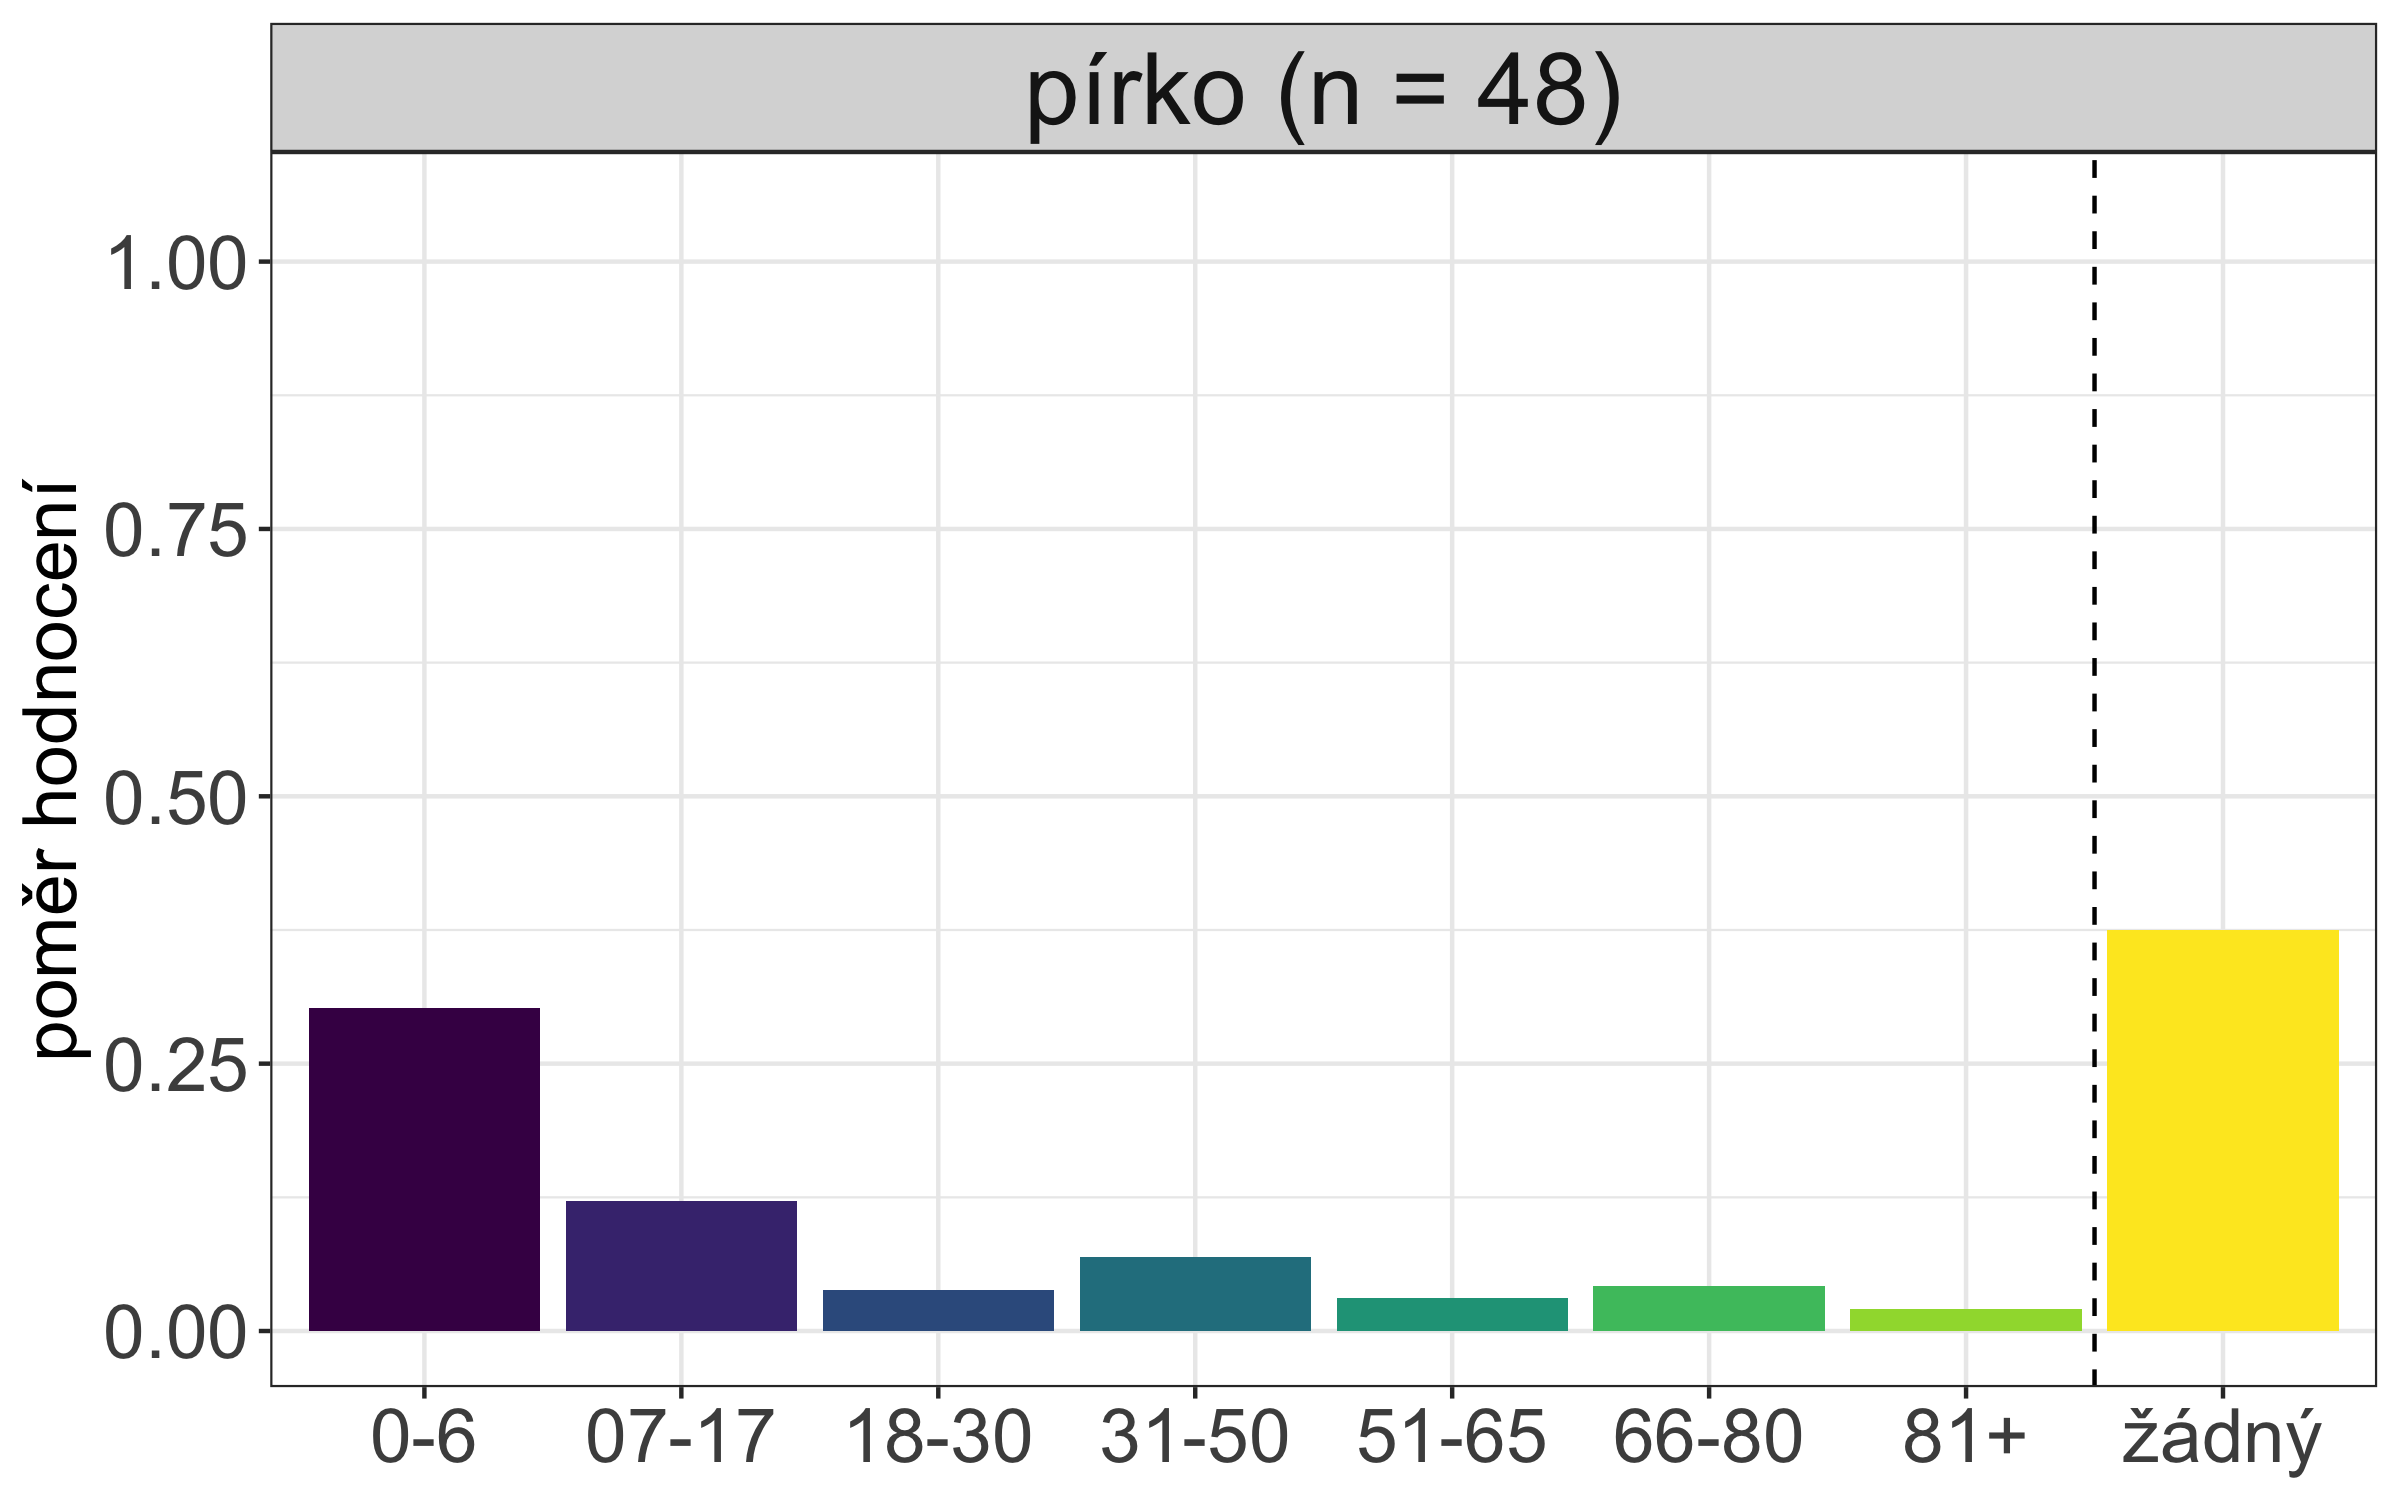 pírko (n = 48)
poměr hodnocení
1.00
0.75
0.50
0.25
0.00
0-6 07-17 18-30 31-50 51-65 66-80 81+ žádný